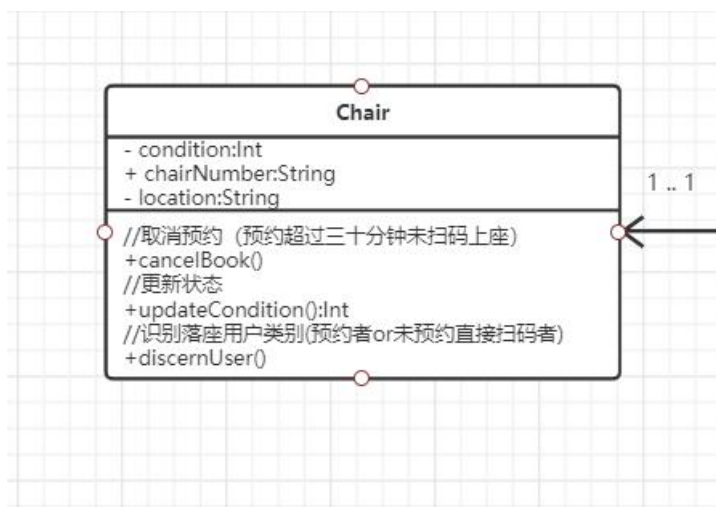 Chair
- condition:Int
+ chairNumber:String
- location:String
1 .. 1
//取消预约（预约超过三十分钟未扫码上座）
+cancelBook()
//更新状态
+updateCondition():Int
//识别落座用户类别(预约者or未预约直接扫码者)
+discernUser()